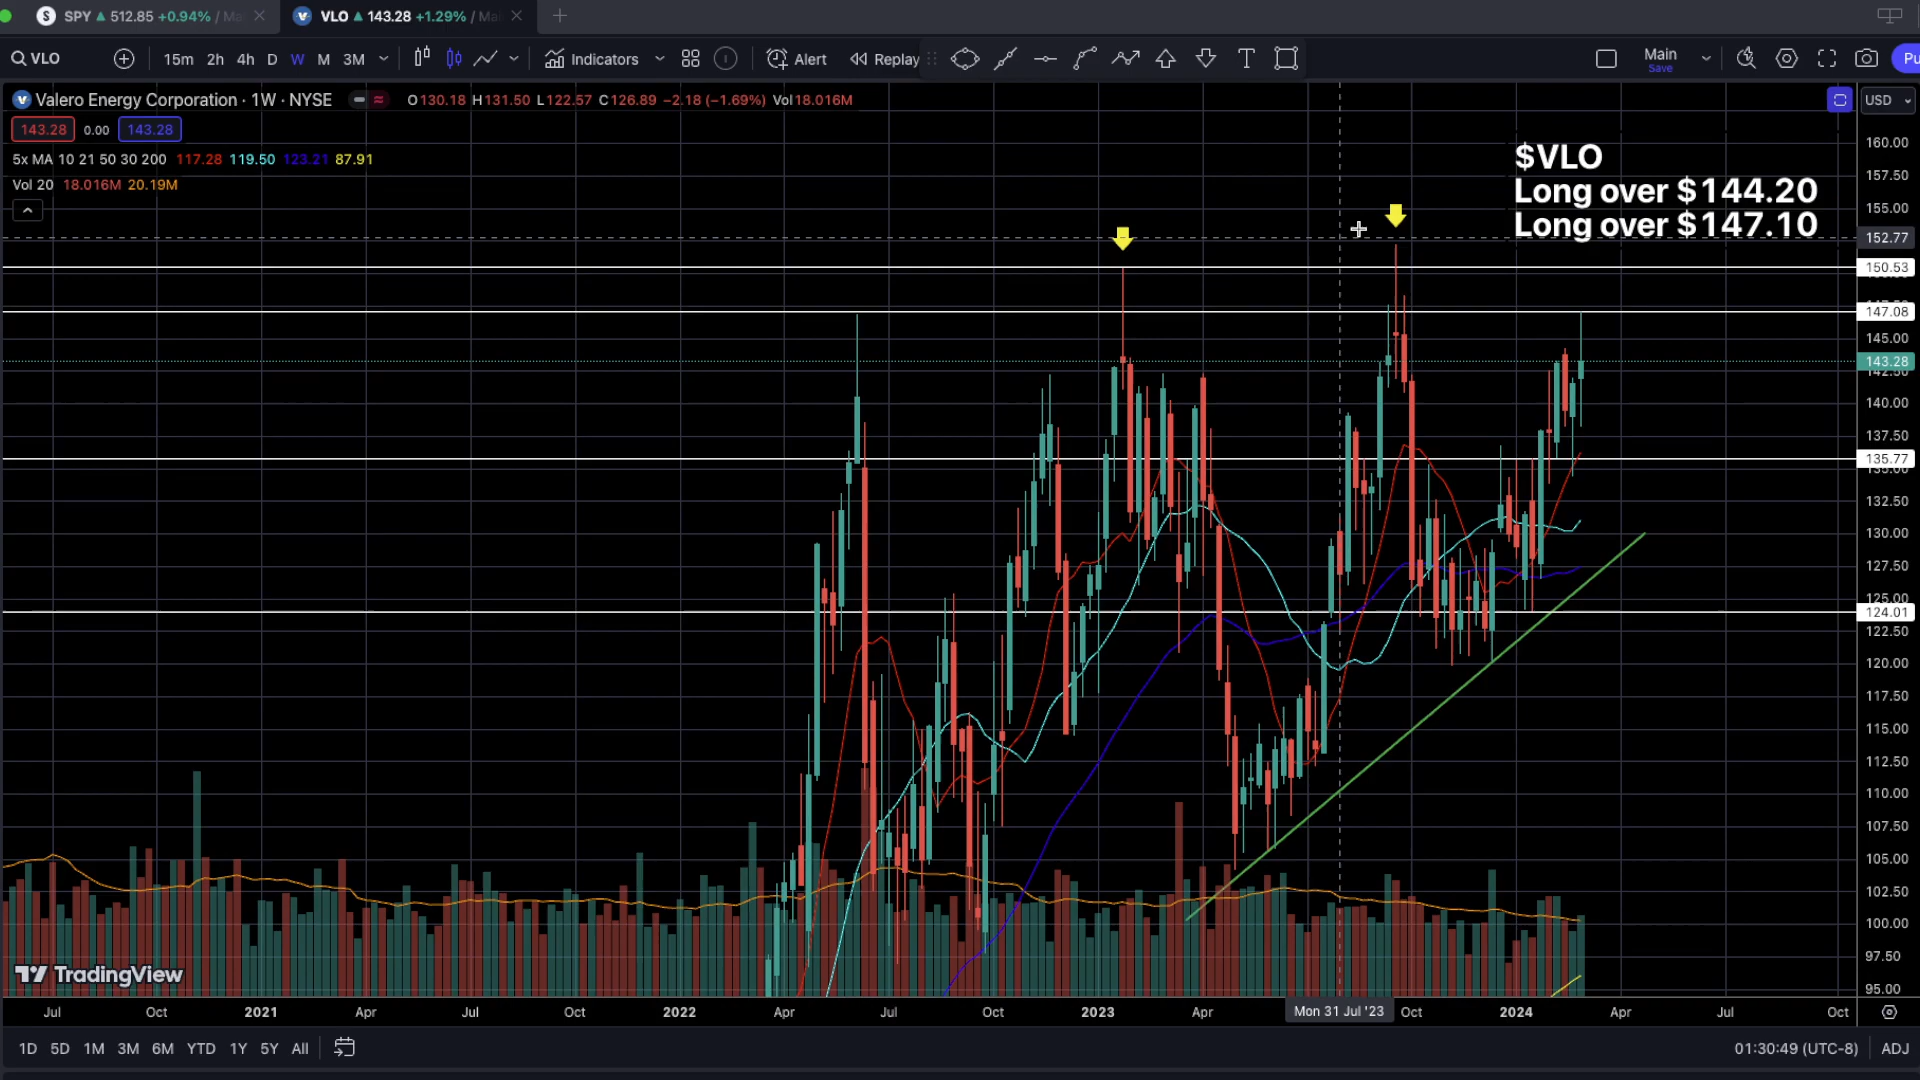 S SPY ▲ 512.85 +0.94% / Ma ×
V VLO ▲ 143.28 +1.29% / Ma × +
VLO 15m 2h 4h D W M 3M Indicators Alert Replay T Main Save Pu
Valero Energy Corporation · 1W · NYSE O130.18 H131.50 L122.57 C126.89 −2.18 (−1.69%) Vol18.016M
USD
143.28 0.00 143.28
5x MA 10 21 50 30 200 117.28 119.50 123.21 87.91
Vol 20 18.016M 20.19M
$VLO
Long over $144.20
Long over $147.10
160.00
157.50
155.00
152.77
150.53
147.08
145.00
143.28
140.00
137.50
135.77
132.50
130.00
127.50
125.00
124.01
122.50
120.00
117.50
115.00
112.50
110.00
107.50
105.00
102.50
100.00
97.50
95.00
TradingView
Jul Oct 2021 Apr Jul Oct 2022 Apr Jul Oct 2023 Apr Mon 31 Jul '23 Oct 2024 Apr Jul Oct
1D 5D 1M 3M 6M YTD 1Y 5Y All 01:30:49 (UTC-8) ADJ